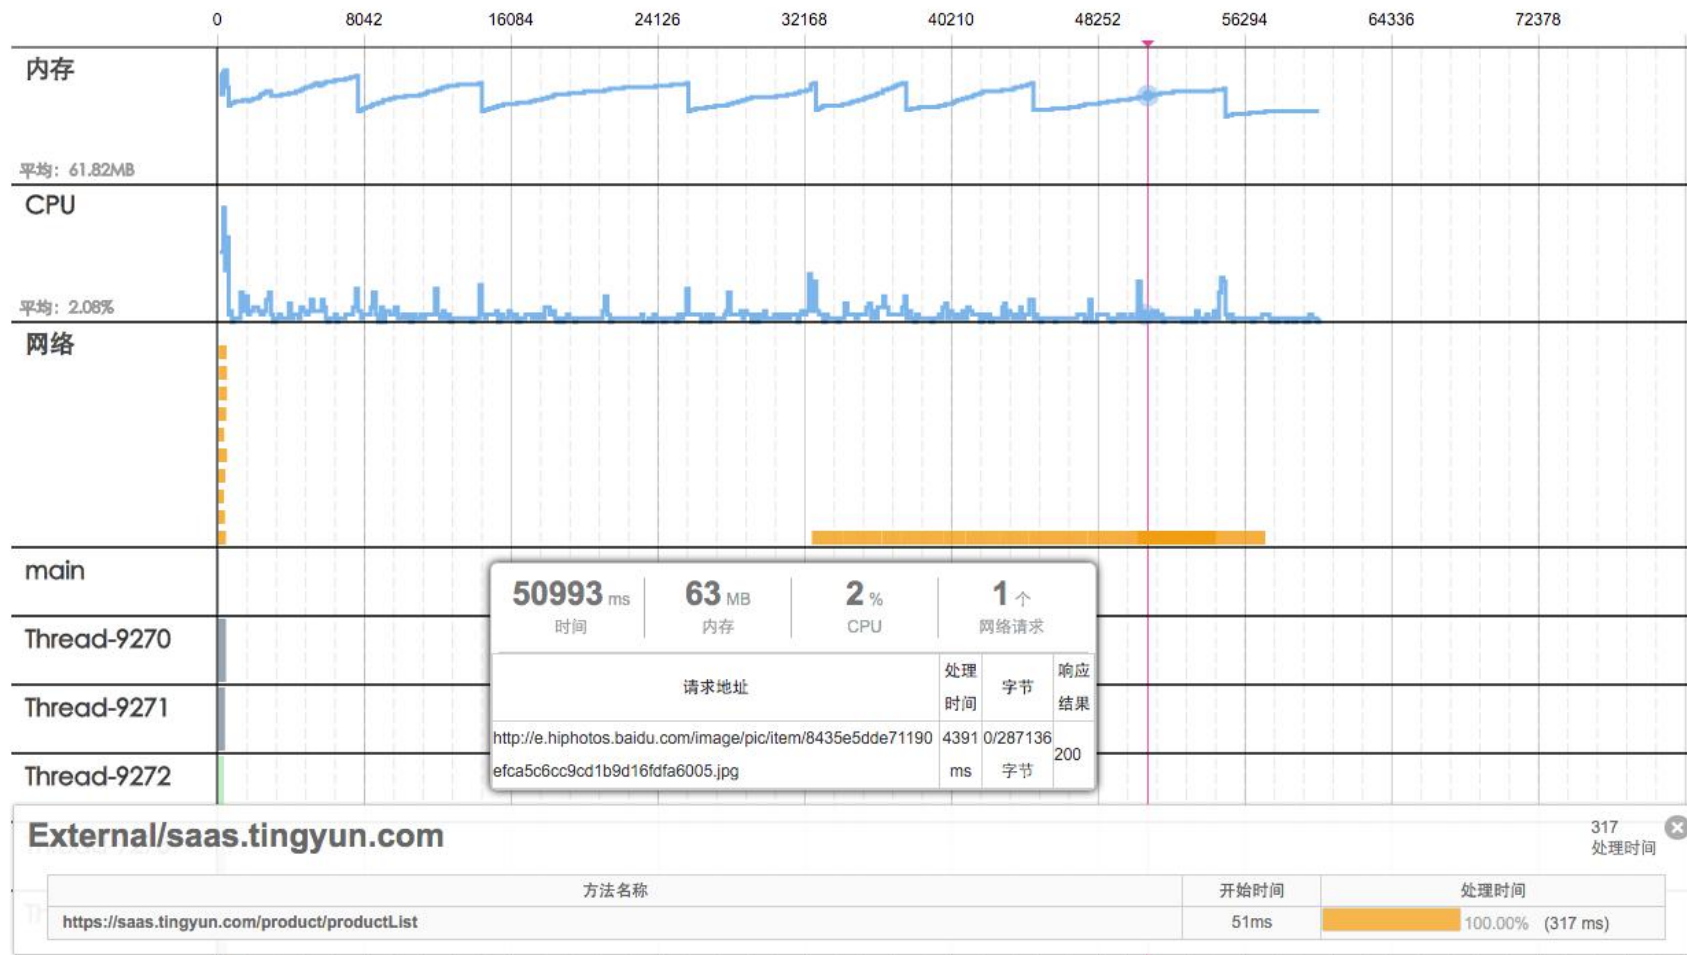 0 8042 16084 24126 32168 40210 48252 56294 64336 72378
内存
平均: 61.82MB
CPU
平均: 2.08%
网络
main
Thread-9270
Thread-9271
Thread-9272
50993 ms 63 MB 2 % 1 个
时间 内存 CPU 网络请求
请求地址 处理时间 字节 响应结果
http://e.hiphotos.baidu.com/image/pic/item/8435e5dde71190 4391 0/287136 200
efca5c6cc9cd1b9d16fdfa6005.jpg ms 字节
External/saas.tingyun.com
317
处理时间
方法名称 开始时间 处理时间
https://saas.tingyun.com/product/productList 51ms 100.00% (317 ms)